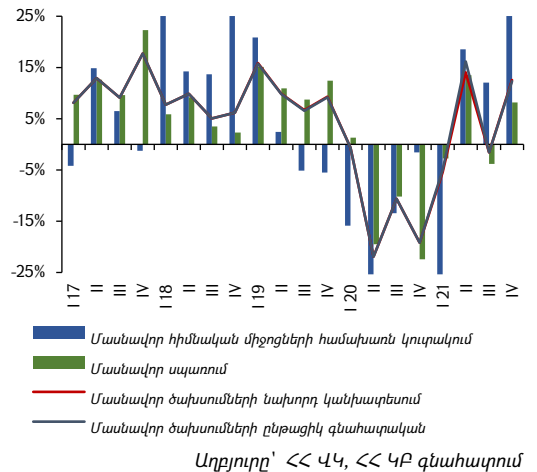 25%
15%
5%
-5%
-15%
-25%
I 17
II
III
IV
I 18
II
III
IV
I 19
II
III
IV
I 20
II
III
IV
I 21
II
III
IV
Մասնավոր հիմնական միջոցների համախառն կուտակում
Մասնավոր սպառում
Մասնավոր ծախսումների նախորդ կանխատեսում
Մասնավոր ծախսումների ընթացիկ գնահատական
Աղբյուրը՝ ՀՀ ՎԿ, ՀՀ ԿԲ գնահատում